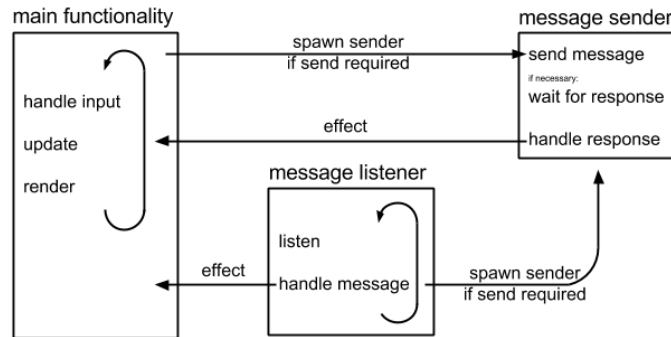 main functionality
message sender
spawn sender
if send required
send message
if necessary:
wait for response
handle input
effect
handle response
update
message listener
render
listen
effect
handle message
spawn sender
if send required